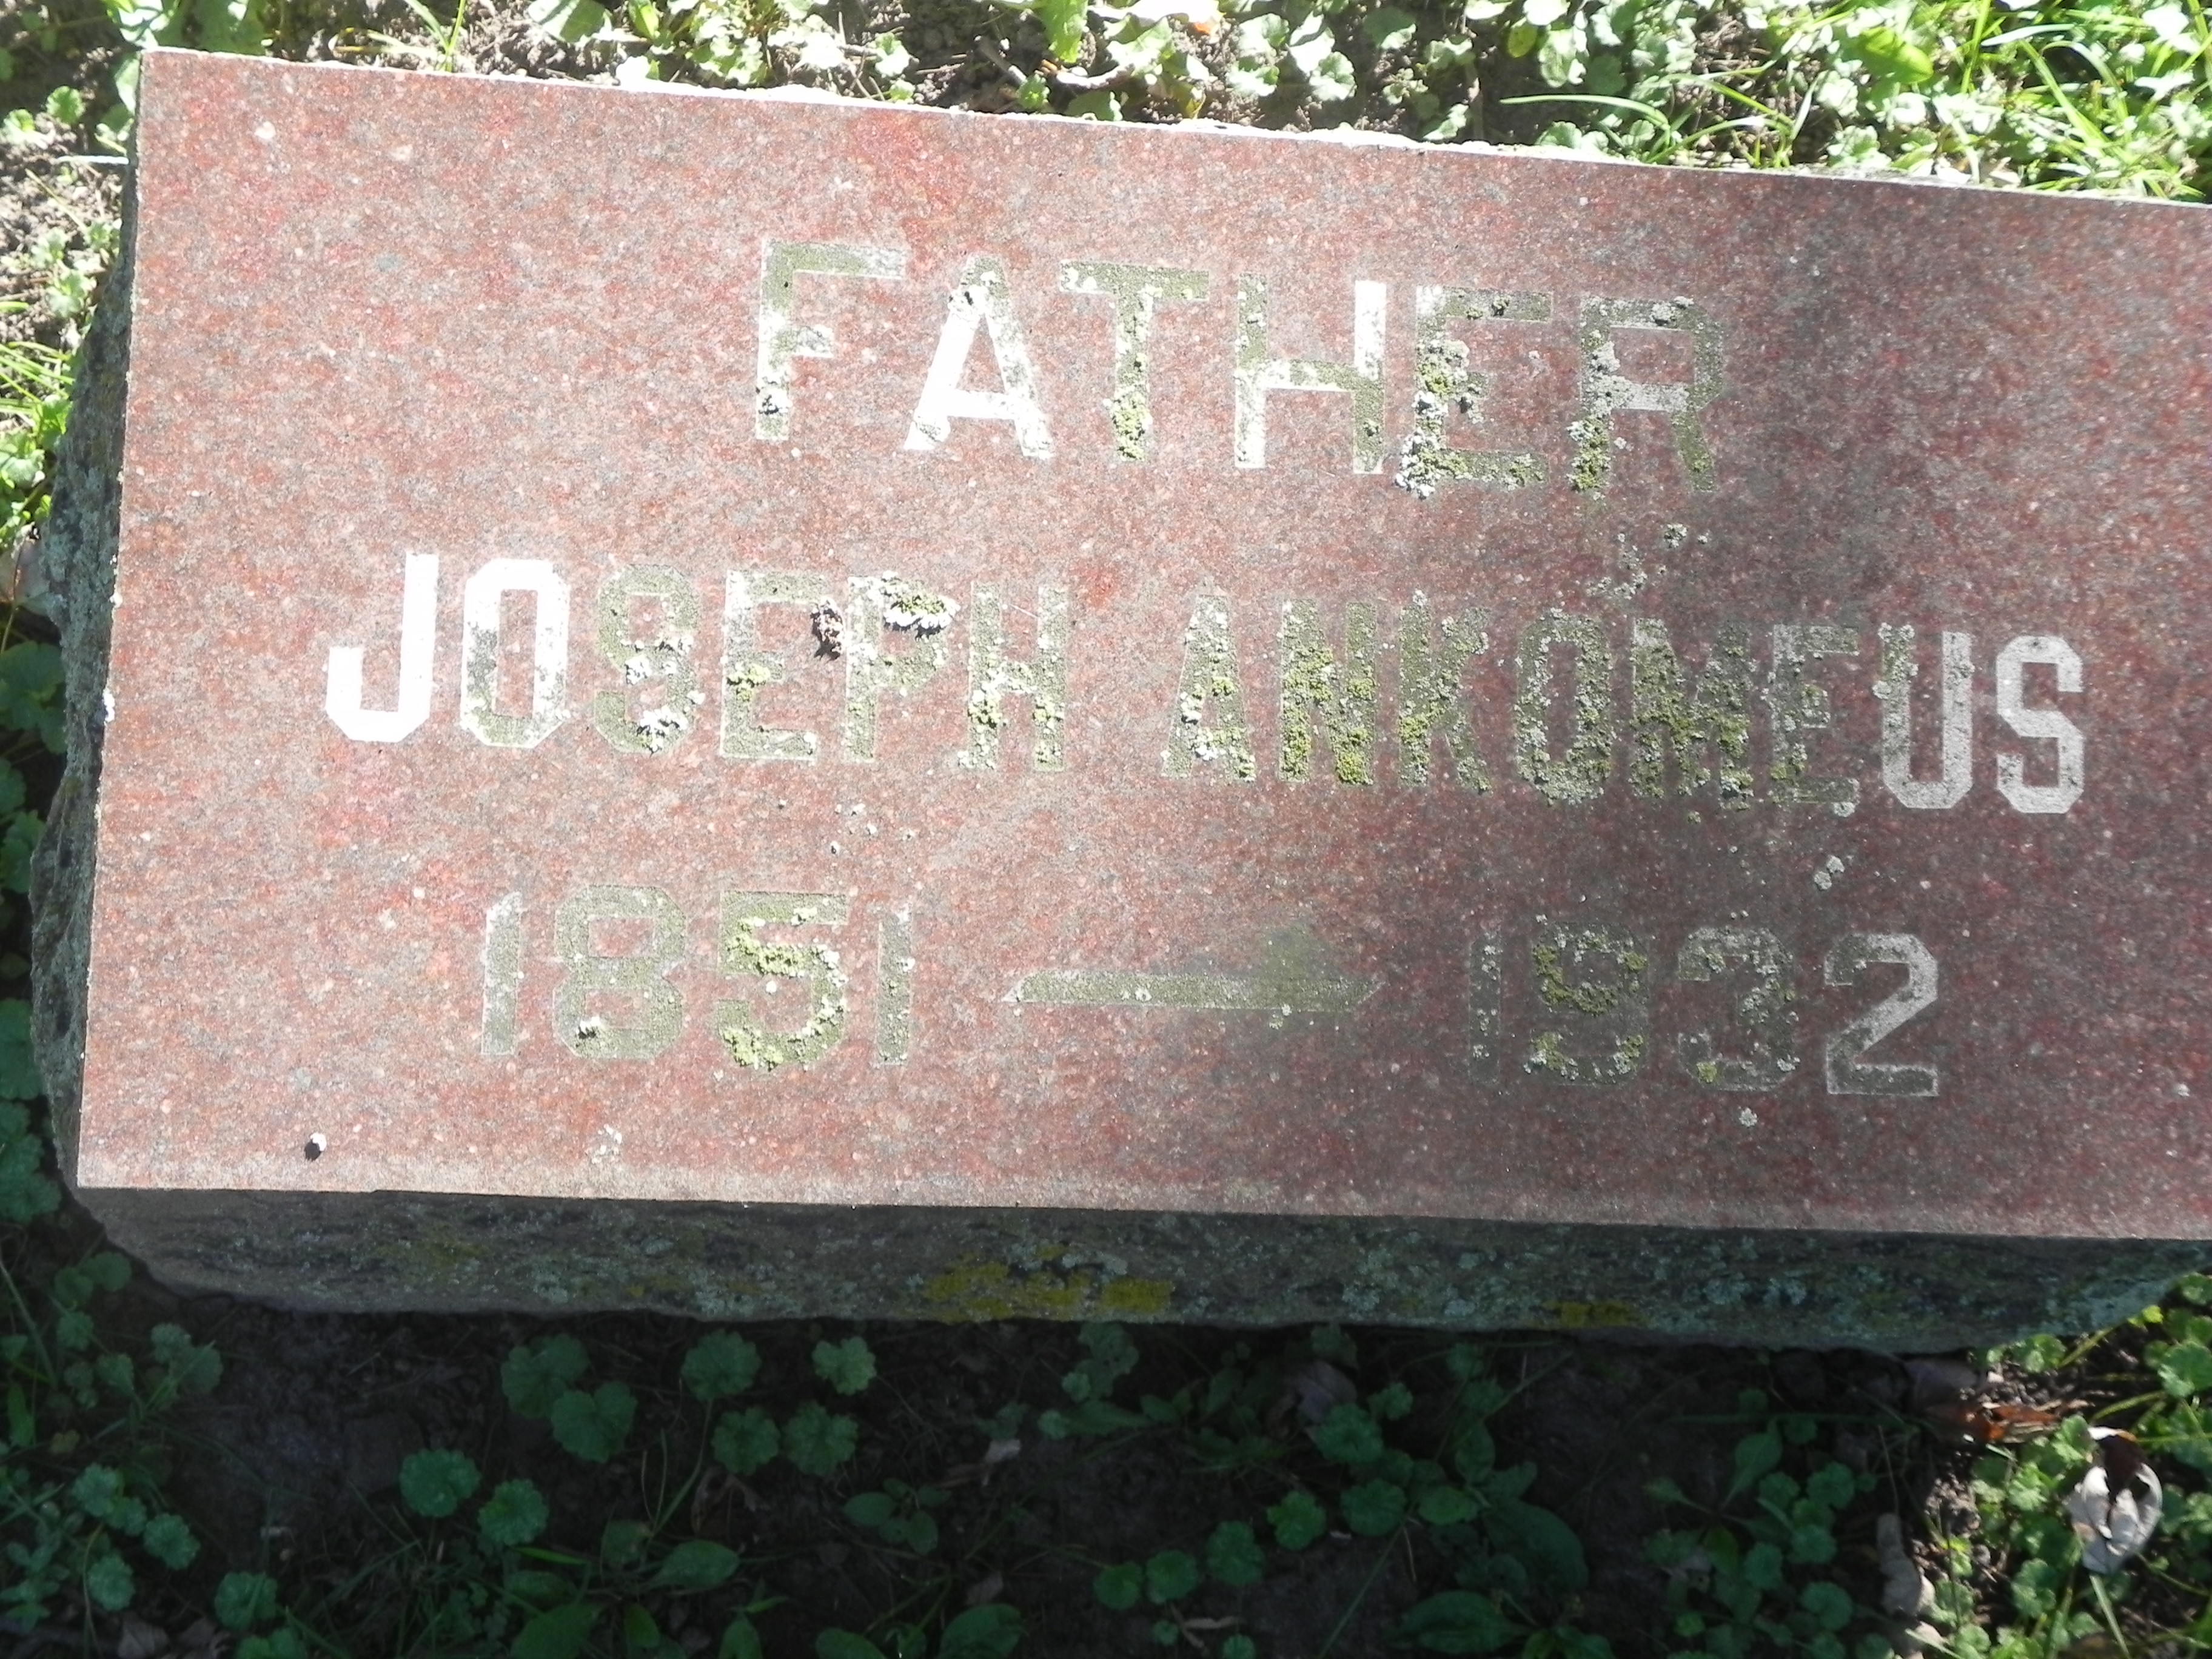 FATHER
JOSEPH ANKOMEUS
1851 — 1932